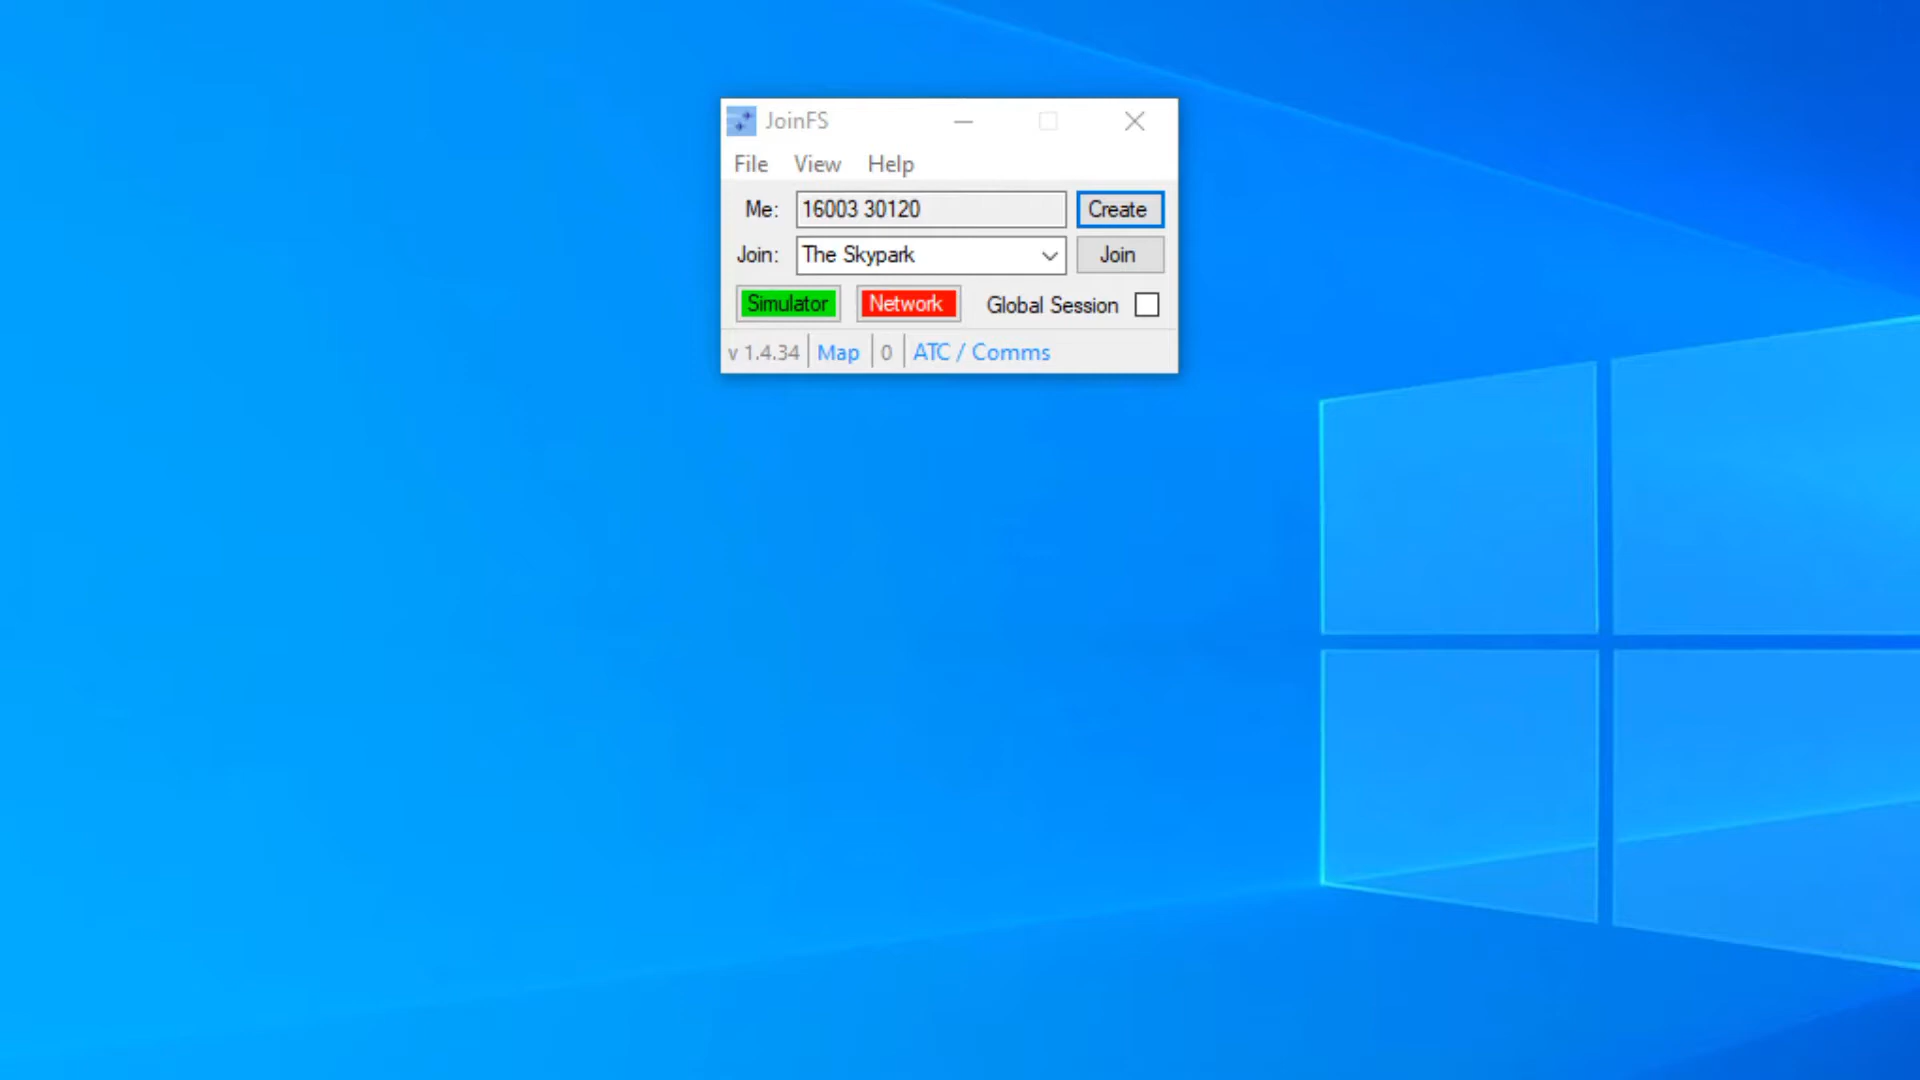 JoinFS
File View Help
Me: 16003 30120 Create
Join: The Skypark Join
Simulator Network Global Session
v 1.4.34 Map 0 ATC / Comms